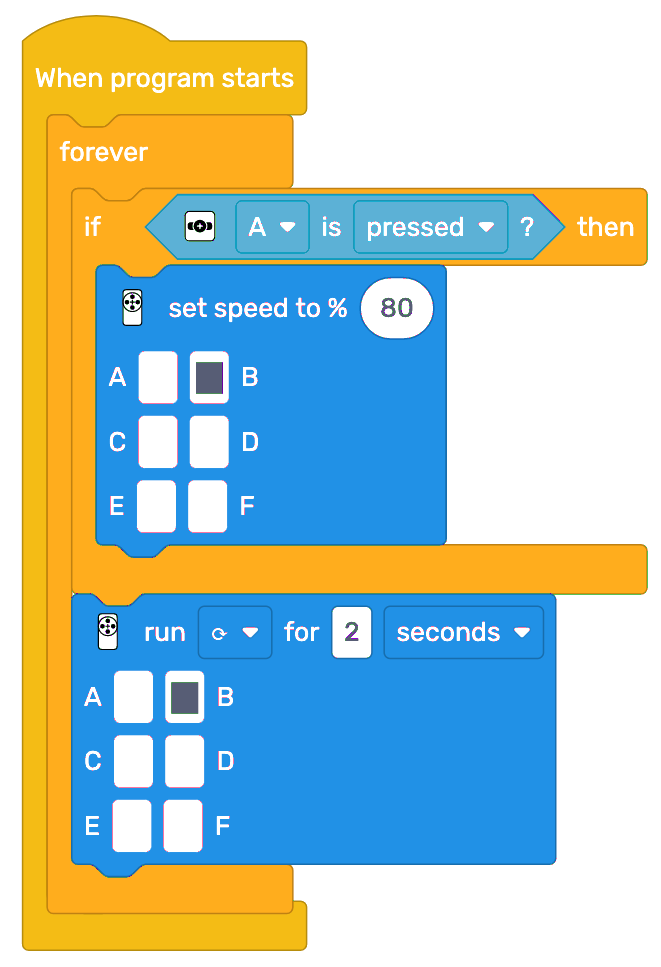 When program starts
forever
if A is pressed ? then
set speed to % 80
A B
C D
E F
run for 2 seconds
A B
C D
E F